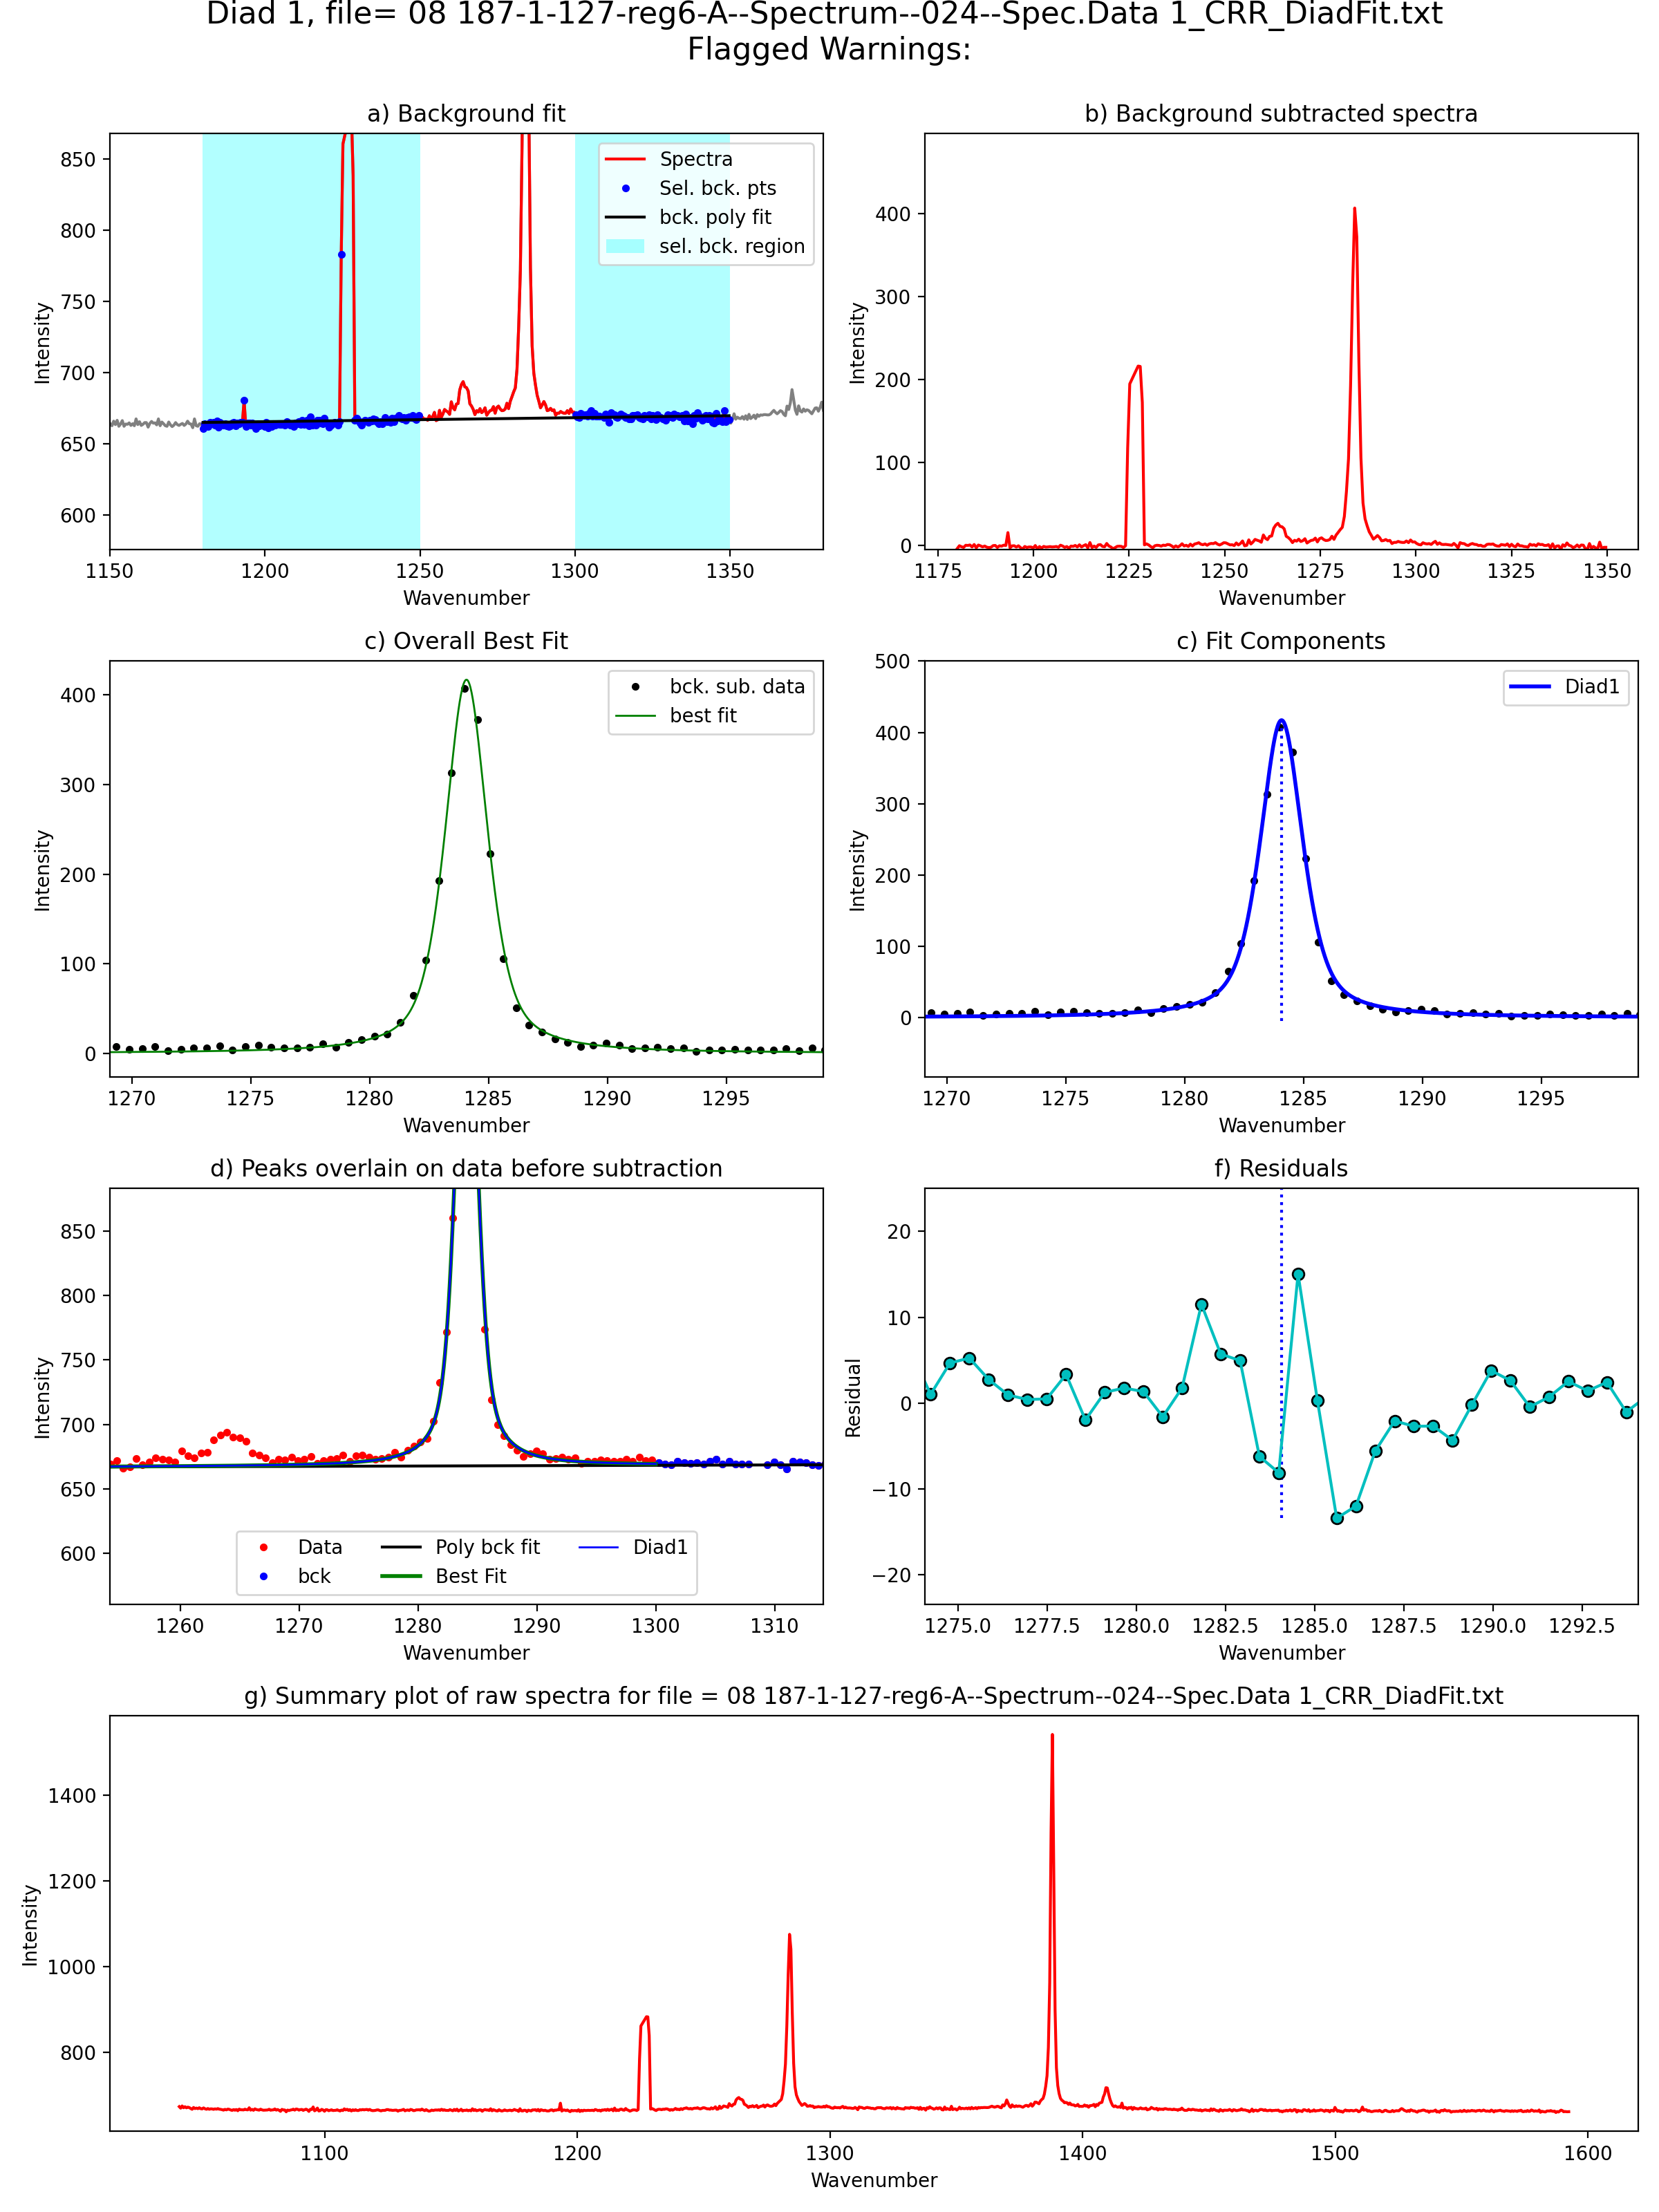 Diad 1, file= 08 187-1-127-reg6-A--Spectrum--024--Spec.Data 1_CRR_DiadFit.txt
Flagged Warnings:
a) Background fit
850
800
750
700
650
600
Intensity
Spectra
Sel. bck. pts
bck. poly fit
sel. bck. region
1150 1200 1250 1300 1350
Wavenumber
b) Background subtracted spectra
400
300
200
100
0
Intensity
1175 1200 1225 1250 1275 1300 1325 1350
Wavenumber
c) Overall Best Fit
400
300
200
100
0
Intensity
bck. sub. data
best fit
1270 1275 1280 1285 1290 1295
Wavenumber
c) Fit Components
500
400
300
200
100
0
Intensity
Diad1
1270 1275 1280 1285 1290 1295
Wavenumber
d) Peaks overlain on data before subtraction
850
800
750
700
650
600
Intensity
Data
bck
Poly bck fit
Best Fit
Diad1
1260 1270 1280 1290 1300 1310
Wavenumber
f) Residuals
20
10
0
−10
−20
Residual
1275.0 1277.5 1280.0 1282.5 1285.0 1287.5 1290.0 1292.5
Wavenumber
g) Summary plot of raw spectra for file = 08 187-1-127-reg6-A--Spectrum--024--Spec.Data 1_CRR_DiadFit.txt
1400
1200
1000
800
Intensity
1100 1200 1300 1400 1500 1600
Wavenumber